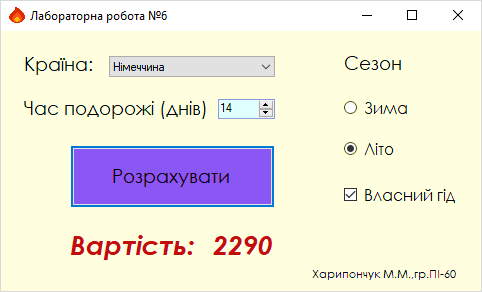 Лабораторна робота №6
Країна: Німеччина
Сезон
Час подорожі (днів) 14
Зима
Літо
Розрахувати
Власний гід
Вартість: 2290
Харипончук М.М.,гр.ПІ-60